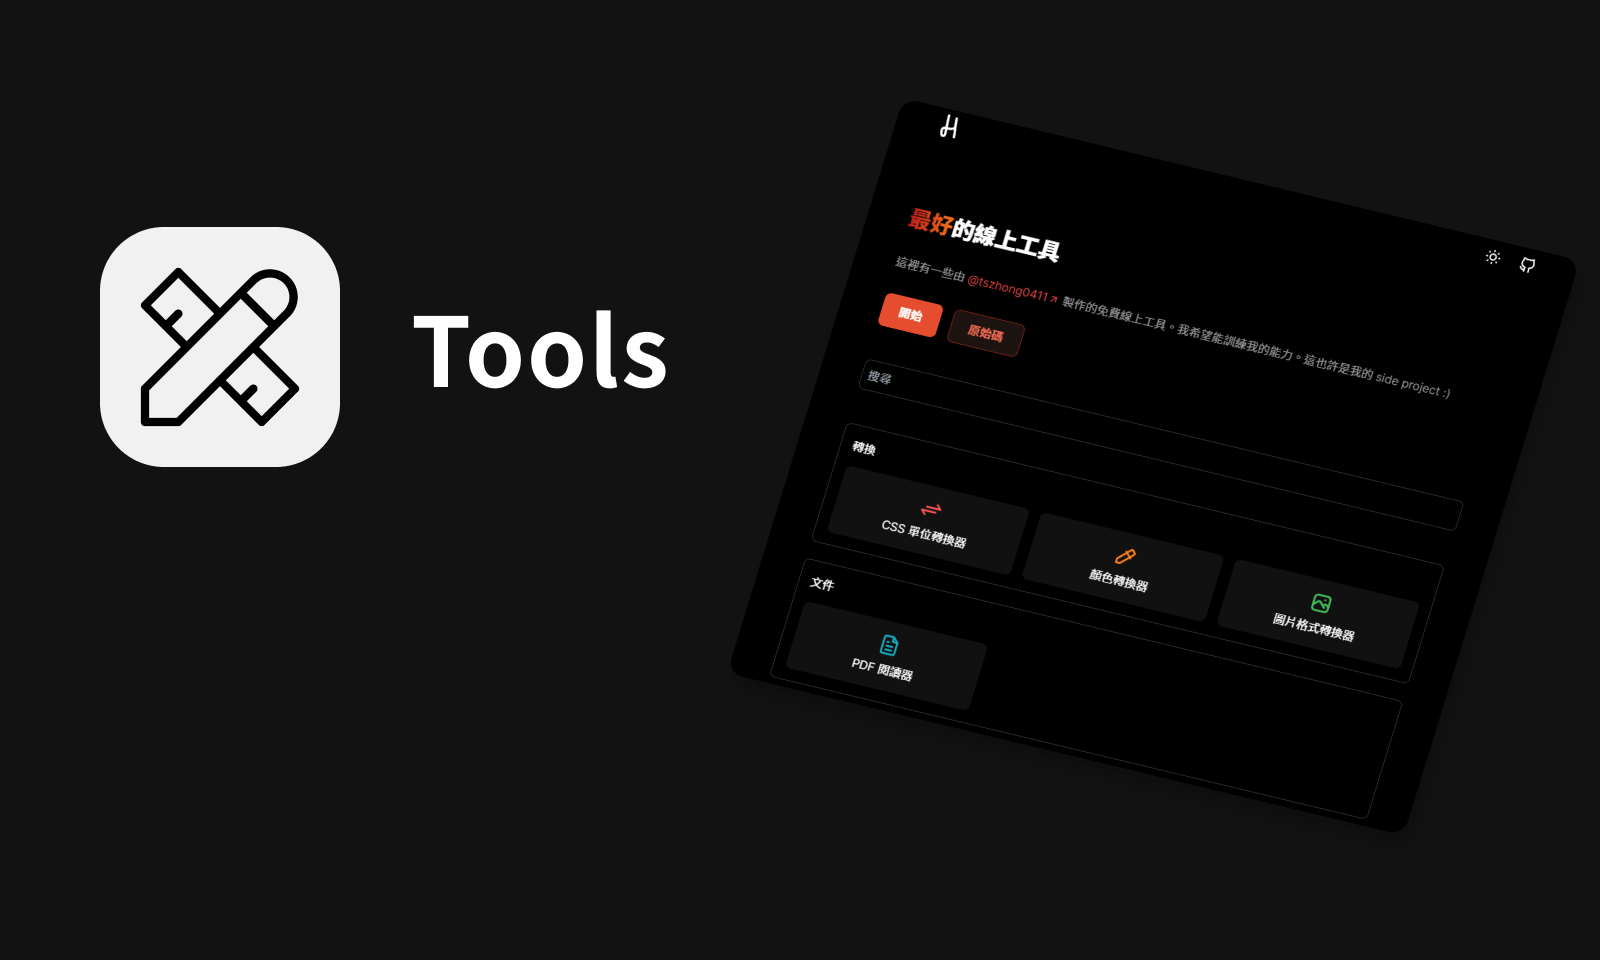 Tools
最好的線上工具
這裡有一些由 @tszhong0411 製作的免費線上工具。我希望能訓練我的能力。這也許是我的 side project :)
開始
原始碼
搜尋
轉換
CSS 單位轉換器
顏色轉換器
圖片格式轉換器
文件
PDF 閱讀器